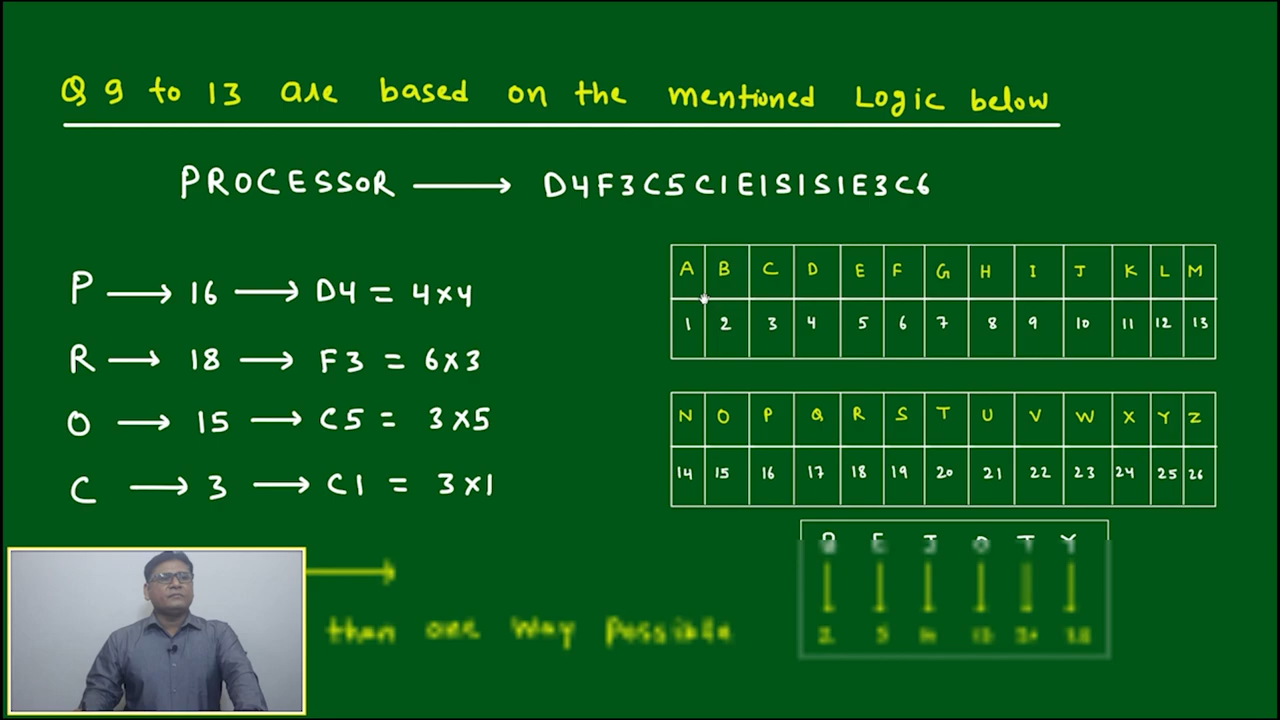 Q 9 to 13 are based on the mentioned Logic below
PROCESSOR → D4F3C5C1E1S1S1E3C6
P → 16 → D4 = 4×4
R → 18 → F3 = 6×3
O → 15 → C5 = 3×5
C → 3 → C1 = 3×1
A B C D E F G H I J K L M
1 2 3 4 5 6 7 8 9 10 11 12 13
N O P Q R S T U V W X Y Z
14 15 16 17 18 19 20 21 22 23 24 25 26
than one way possible